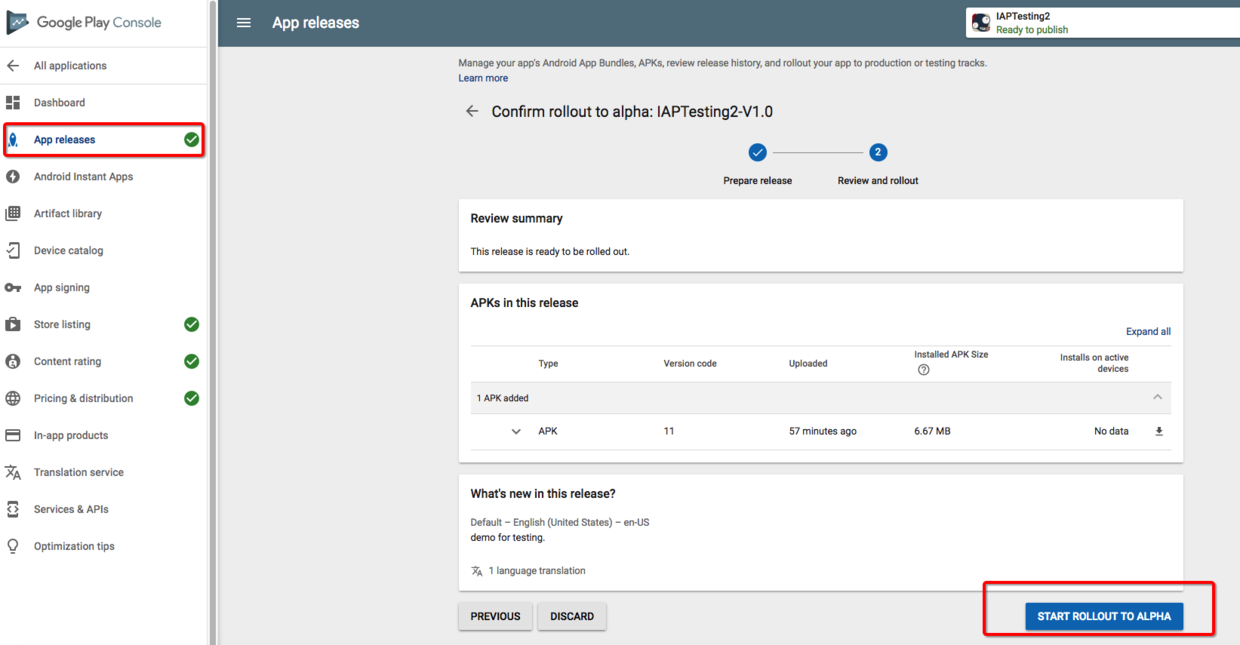 Google Play Console
App releases
IAPTesting2
Ready to publish
All applications
Dashboard
App releases
Android Instant Apps
Artifact library
Device catalog
App signing
Store listing
Content rating
Pricing & distribution
In-app products
Translation service
Services & APIs
Optimization tips
Manage your app's Android App Bundles, APKs, review release history, and rollout your app to production or testing tracks.
Learn more
Confirm rollout to alpha: IAPTesting2-V1.0
2
Prepare release
Review and rollout
Review summary
This release is ready to be rolled out.
APKs in this release
Expand all
Type Version code Uploaded Installed APK Size Installs on active
devices
1 APK added
APK 11 57 minutes ago 6.67 MB No data
What's new in this release?
Default – English (United States) – en-US
demo for testing.
1 language translation
PREVIOUS DISCARD START ROLLOUT TO ALPHA